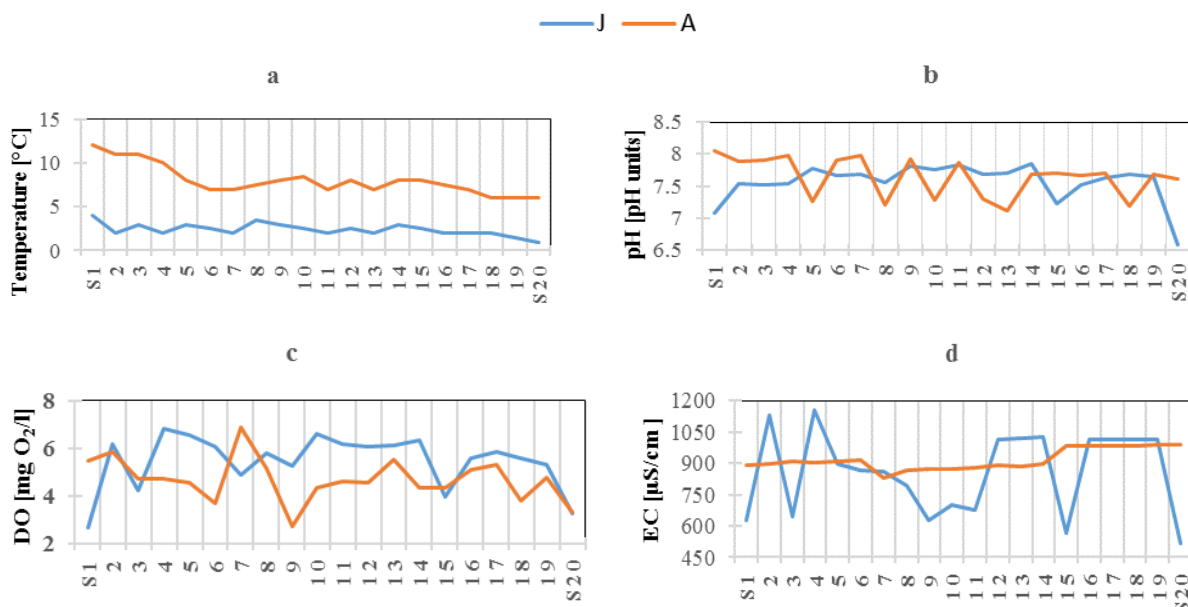 J A
a
Temperature [°C]
15
10
5
0
S1 2 3 4 5 6 7 8 9 10 11 12 13 14 15 16 17 18 19 S20
b
pH [pH units]
8.5
8
7.5
7
6.5
S1 2 3 4 5 6 7 8 9 10 11 12 13 14 15 16 17 18 19 S20
c
DO [mg O₂/l]
8
6
4
2
S1 2 3 4 5 6 7 8 9 10 11 12 13 14 15 16 17 18 19 S20
d
EC [µS/cm]
1200
1050
900
750
600
450
S1 2 3 4 5 6 7 8 9 10 11 12 13 14 15 16 17 18 19 S20